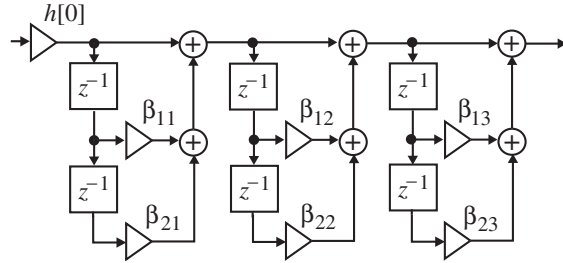 h[0]
+ + +
z⁻¹ z⁻¹ z⁻¹
β₁₁ β₁₂ β₁₃
+ + +
z⁻¹ z⁻¹ z⁻¹
β₂₁ β₂₂ β₂₃